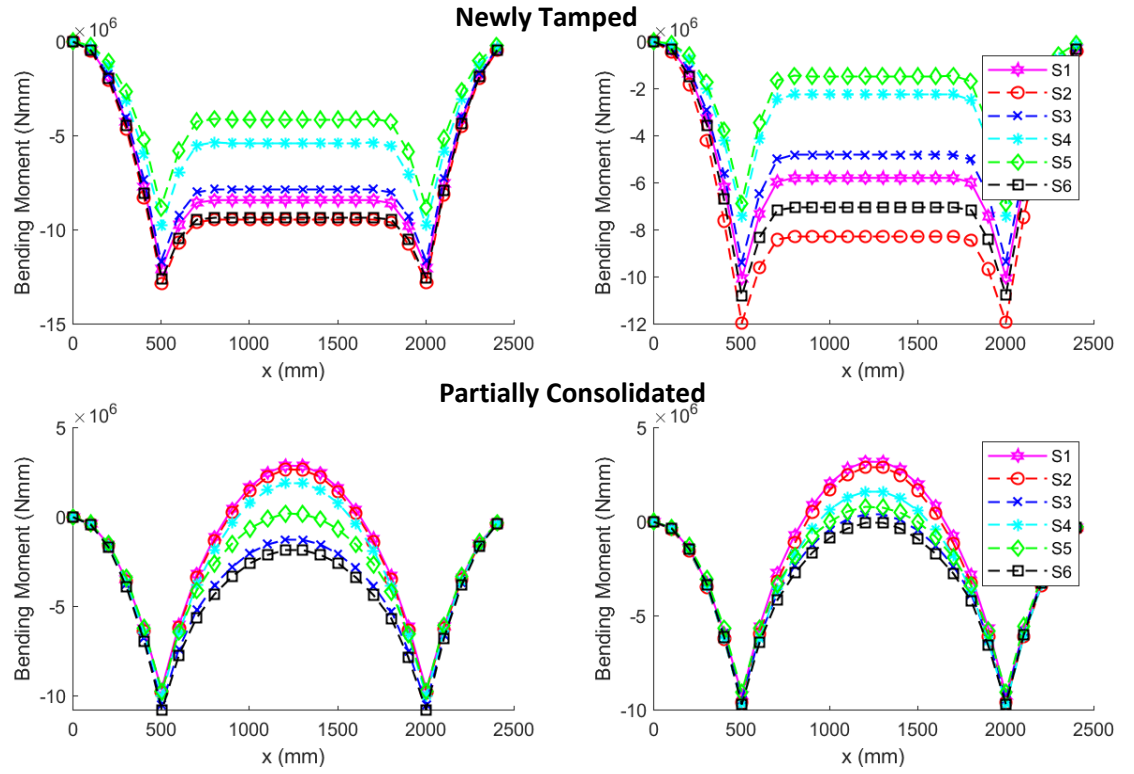 Newly Tamped
× 10⁶
0
-5
-10
-15
0 500 1000 1500 2000 2500
x (mm)
Bending Moment (Nmm)
× 10⁶
0
-2
-4
-6
-8
-10
-12
0 500 1000 1500 2000 2500
x (mm)
Bending Moment (Nmm)
S1
S2
S3
S4
S5
S6
Partially Consolidated
× 10⁶
5
0
-5
-10
0 500 1000 1500 2000 2500
x (mm)
Bending Moment (Nmm)
× 10⁶
5
0
-5
-10
0 500 1000 1500 2000 2500
x (mm)
Bending Moment (Nmm)
S1
S2
S3
S4
S5
S6